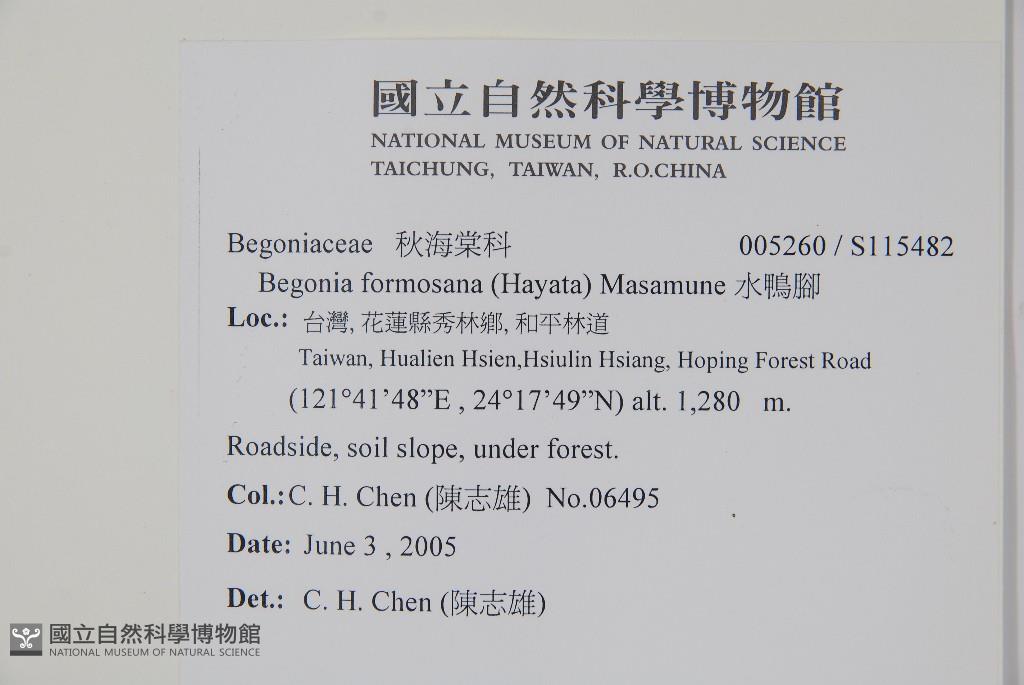 國立自然科學博物館
NATIONAL MUSEUM OF NATURAL SCIENCE
TAICHUNG, TAIWAN, R.O.CHINA
Begoniaceae 秋海棠科 005260 / S115482
Begonia formosana (Hayata) Masamune 水鴨腳
Loc.: 台灣, 花蓮縣秀林鄉, 和平林道
Taiwan, Hualien Hsien,Hsiulin Hsiang, Hoping Forest Road
(121°41’48”E , 24°17’49”N) alt. 1,280 m.
Roadside, soil slope, under forest.
Col.: C. H. Chen (陳志雄) No.06495
Date: June 3 , 2005
Det.: C. H. Chen (陳志雄)
國立自然科學博物館
NATIONAL MUSEUM OF NATURAL SCIENCE